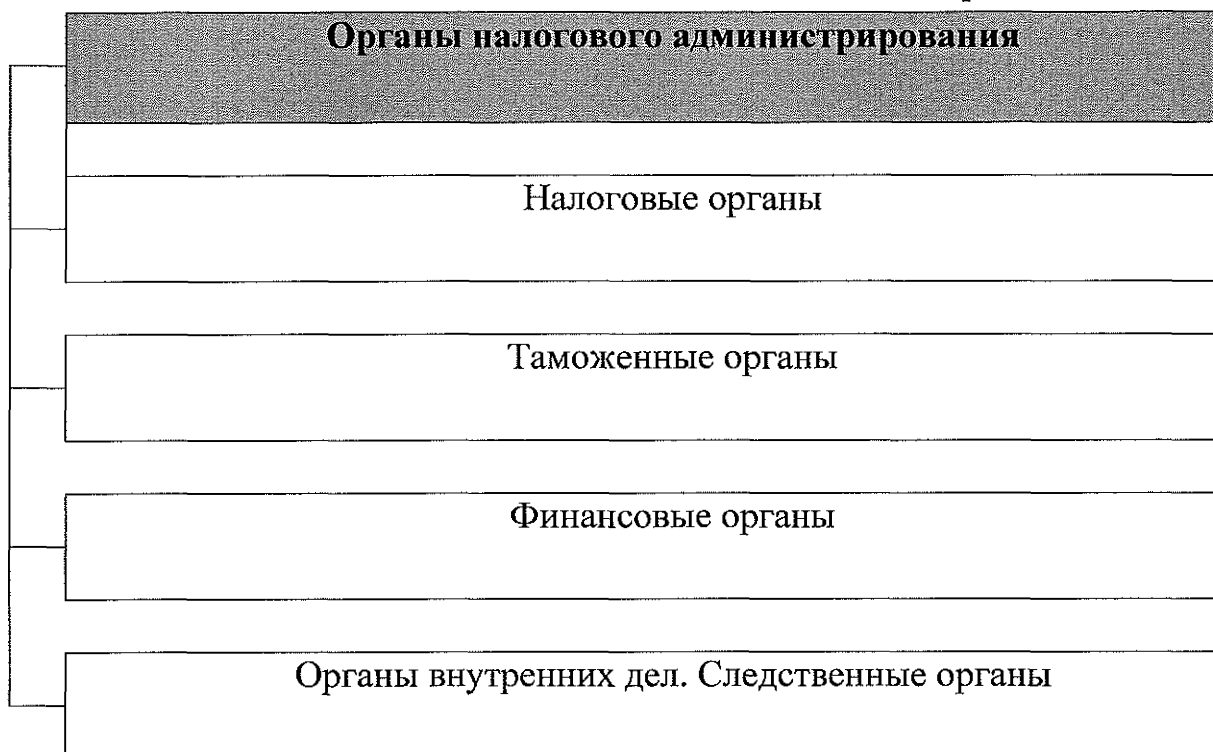 Органы налогового администрирования
Налоговые органы
Таможенные органы
Финансовые органы
Органы внутренних дел. Следственные органы